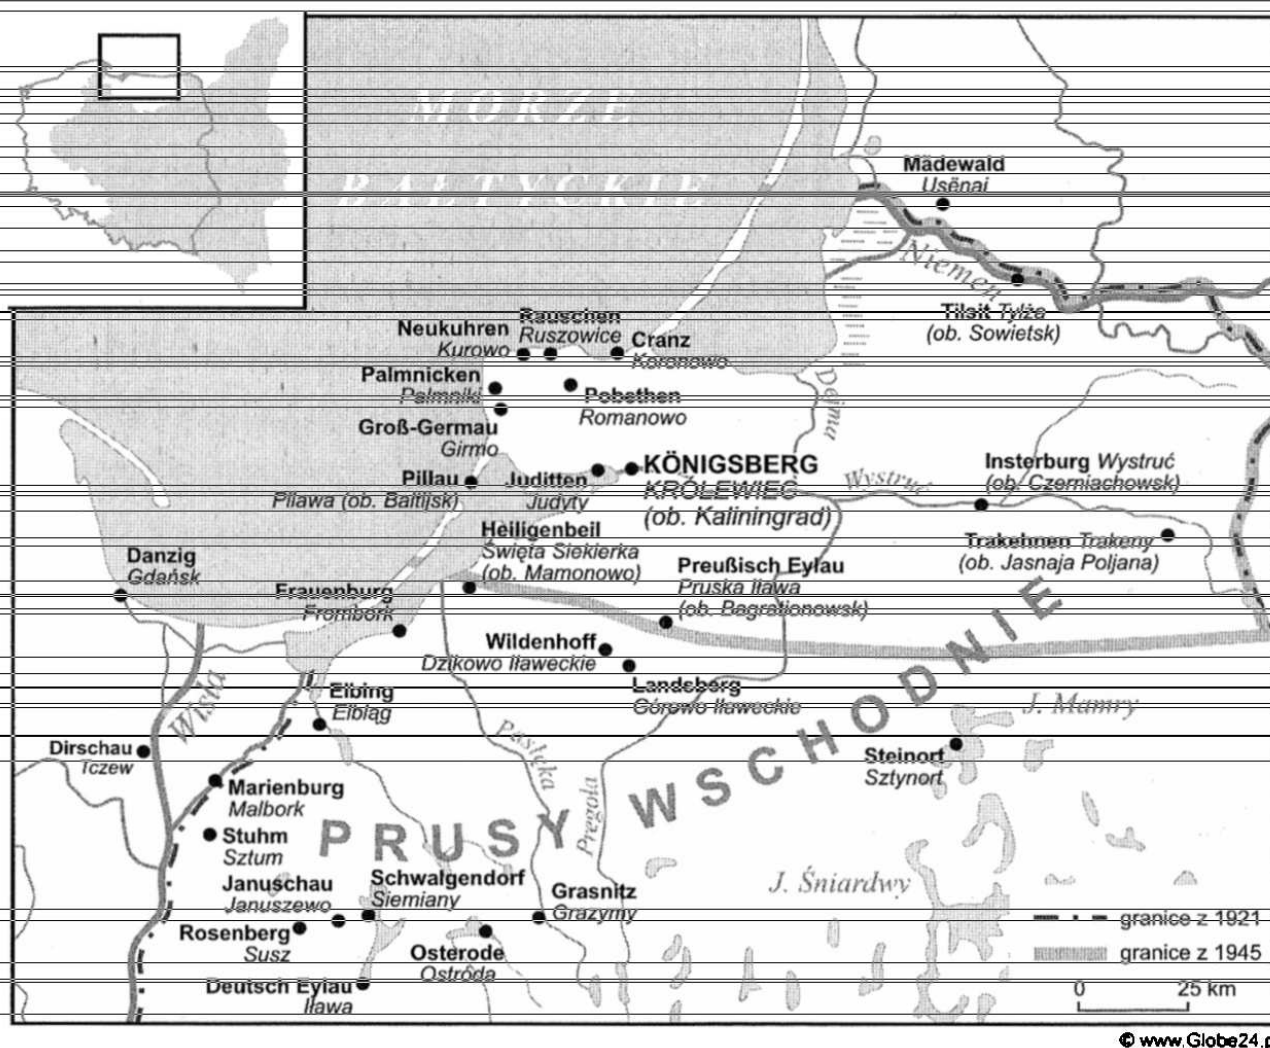 MORZE
BAŁTYCKIE
Mädewald
Usėnai
Niemen
Tilsit Tylża
(ob. Sowietsk)
Rauschen
Ruszowice
Neukuhren
Kurowo
Cranz
Koronowo
Palmnicken
Palmniki
Pobethen
Romanowo
Dejma
Groß-Germau
Girmo
Pillau
Piława (ob. Bałtijsk)
Juditten
Judyty
KÖNIGSBERG
KRÓLEWIEC
(ob. Kaliningrad)
Wystruć
Insterburg Wystruć
(ob. Czerniachowsk)
Trakehnen Trakeny
(ob. Jasnaja Poljana)
Heiligenbeil
Święta Siekierka
(ob. Mamonowo)
Preußisch Eylau
Pruska Iława
(ob. Bagrationowsk)
Danzig
Gdańsk
Frauenburg
Frombork
Wildenhoff
Dzikowo Iławeckie
Landsberg
Górowo Iławeckie
Elbing
Elbląg
Wisła
Dirschau
Tczew
Pasłęka
Pregoła
J. Mamry
Steinort
Sztynort
Marienburg
Malbork
PRUSY WSCHODNIE
Stuhm
Sztum
Januschau
Januszewo
Schwalgendorf
Siemiany
Grasnitz
Grazymy
J. Śniardwy
Rosenberg
Susz
Osterode
Ostróda
Deutsch Eylau
Iława
granice z 1921
granice z 1945
0 25 km
© www.Globe24.p